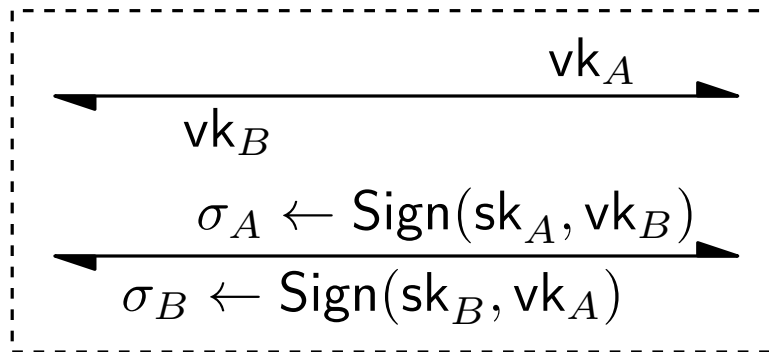 vk_A
vk_B
σ_A ← Sign(sk_A, vk_B)
σ_B ← Sign(sk_B, vk_A)